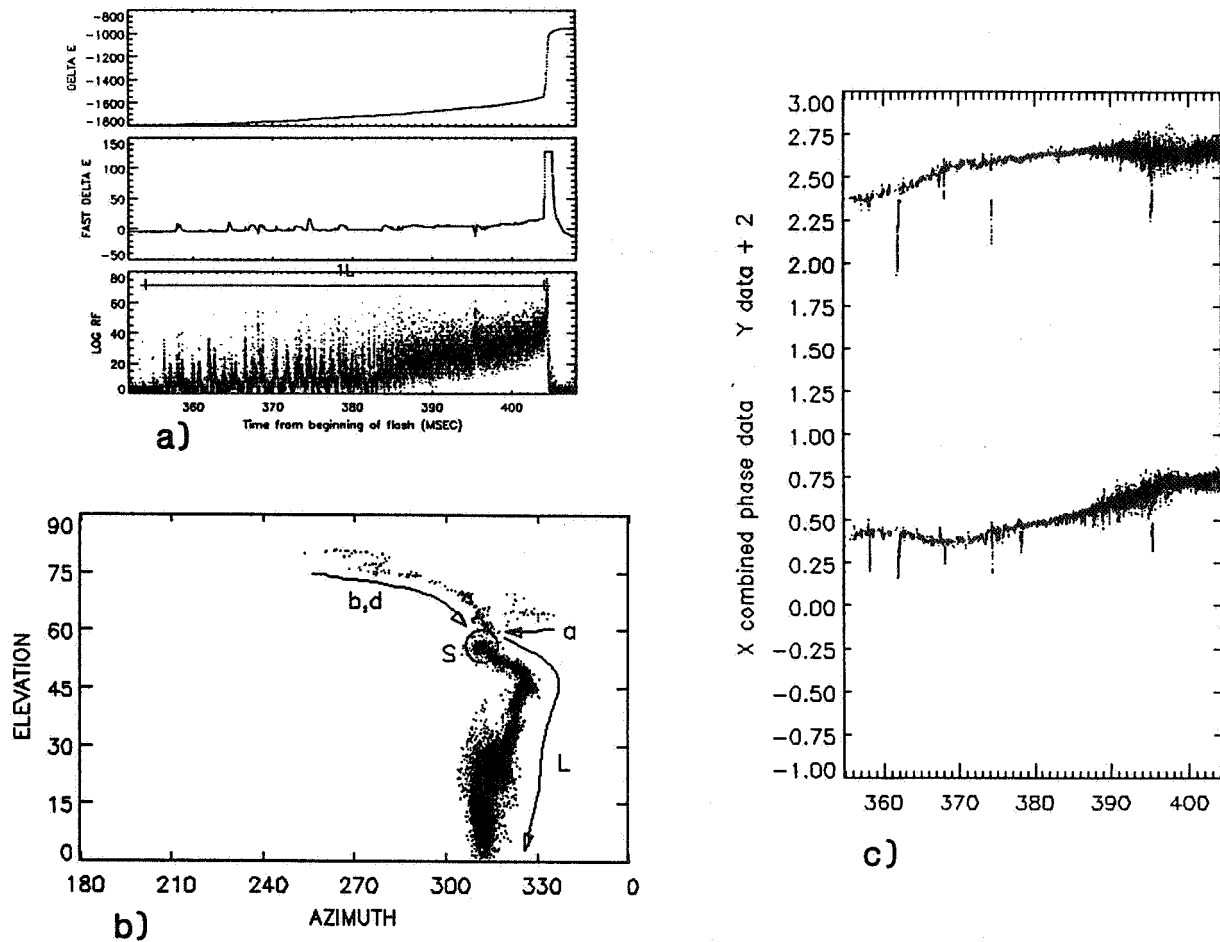 -800
-1000
-1200
-1400
-1600
-1800
DELTA E
150
100
50
0
-50
FAST DELTA E
1L
80
60
40
20
0
LOG RF
360 370 380 390 400
Time from beginning of flash (MSEC)
a)
90
75
60
45
30
15
0
ELEVATION
b,d
a
S
L
180 210 240 270 300 330 0
AZIMUTH
b)
3.00
2.75
2.50
2.25
2.00
1.75
1.50
1.25
1.00
0.75
0.50
0.25
0.00
-0.25
-0.50
-0.75
-1.00
X combined phase data Y data + 2
360 370 380 390 400
c)